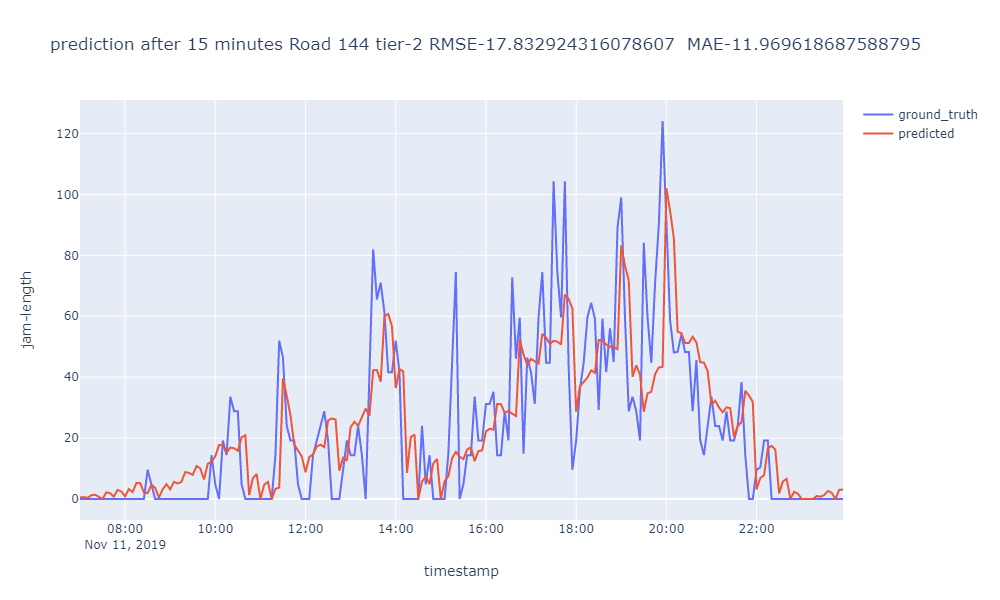 prediction after 15 minutes Road 144 tier-2 RMSE-17.832924316078607  MAE-11.969618687588795
ground_truth
predicted
120
100
80
60
40
20
0
jam-length
08:00 10:00 12:00 14:00 16:00 18:00 20:00 22:00
Nov 11, 2019
timestamp